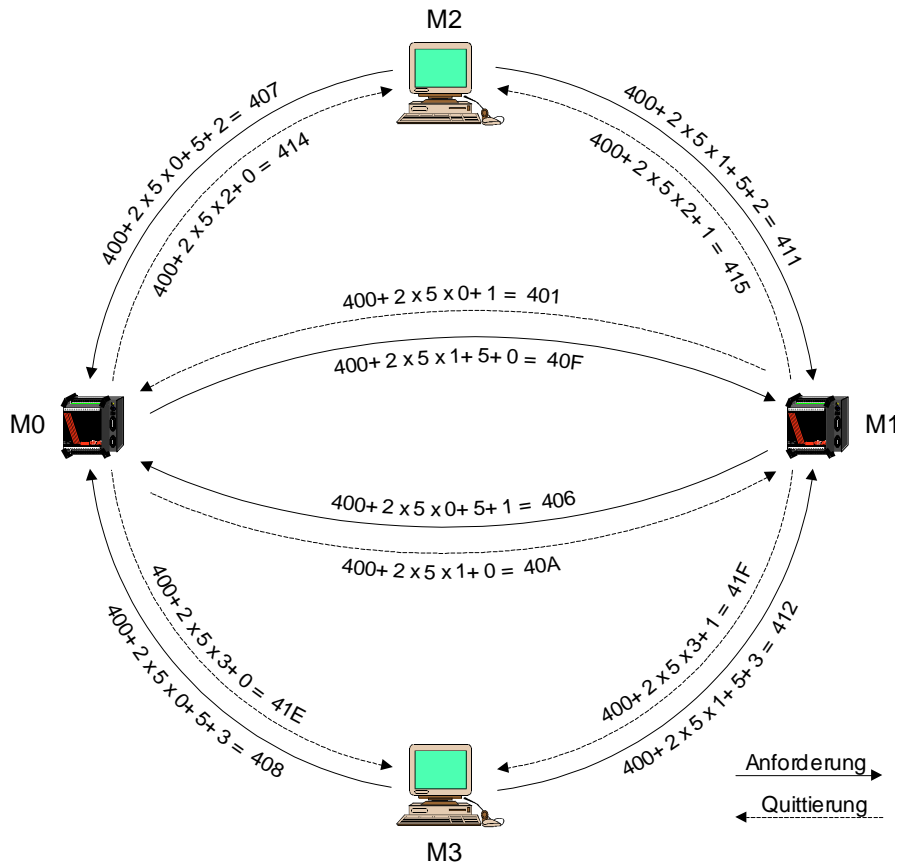 M2
400+ 2 x 5 x 0+ 5+ 2 = 407
400+ 2 x 5 x 2+ 0 = 414
400+ 2 x 5 x 1+ 5+ 2 = 411
400+ 2 x 5 x 2+ 1 = 415
400+ 2 x 5 x 0+ 1 = 401
400+ 2 x 5 x 1+ 5+ 0 = 40F
M0
M1
400+ 2 x 5 x 0+ 5+ 1 = 406
400+ 2 x 5 x 1+ 0 = 40A
400+ 2 x 5 x 3+ 0 = 41E
400+ 2 x 5 x 0+ 5+ 3 = 408
400+ 2 x 5 x 3+ 1 = 41F
400+ 2 x 5 x 1+ 5+ 3 = 412
Anforderung
Quittierung
M3